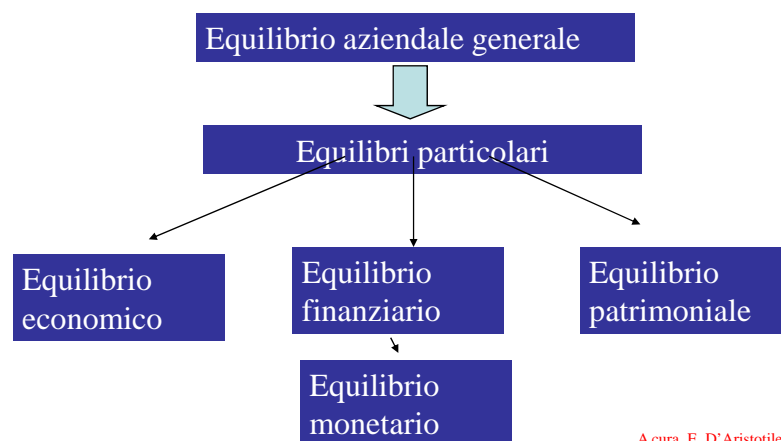 Equilibrio aziendale generale
Equilibri particolari
Equilibrio
economico
Equilibrio
finanziario
Equilibrio
patrimoniale
Equilibrio
monetario
A cura E. D'Aristotile